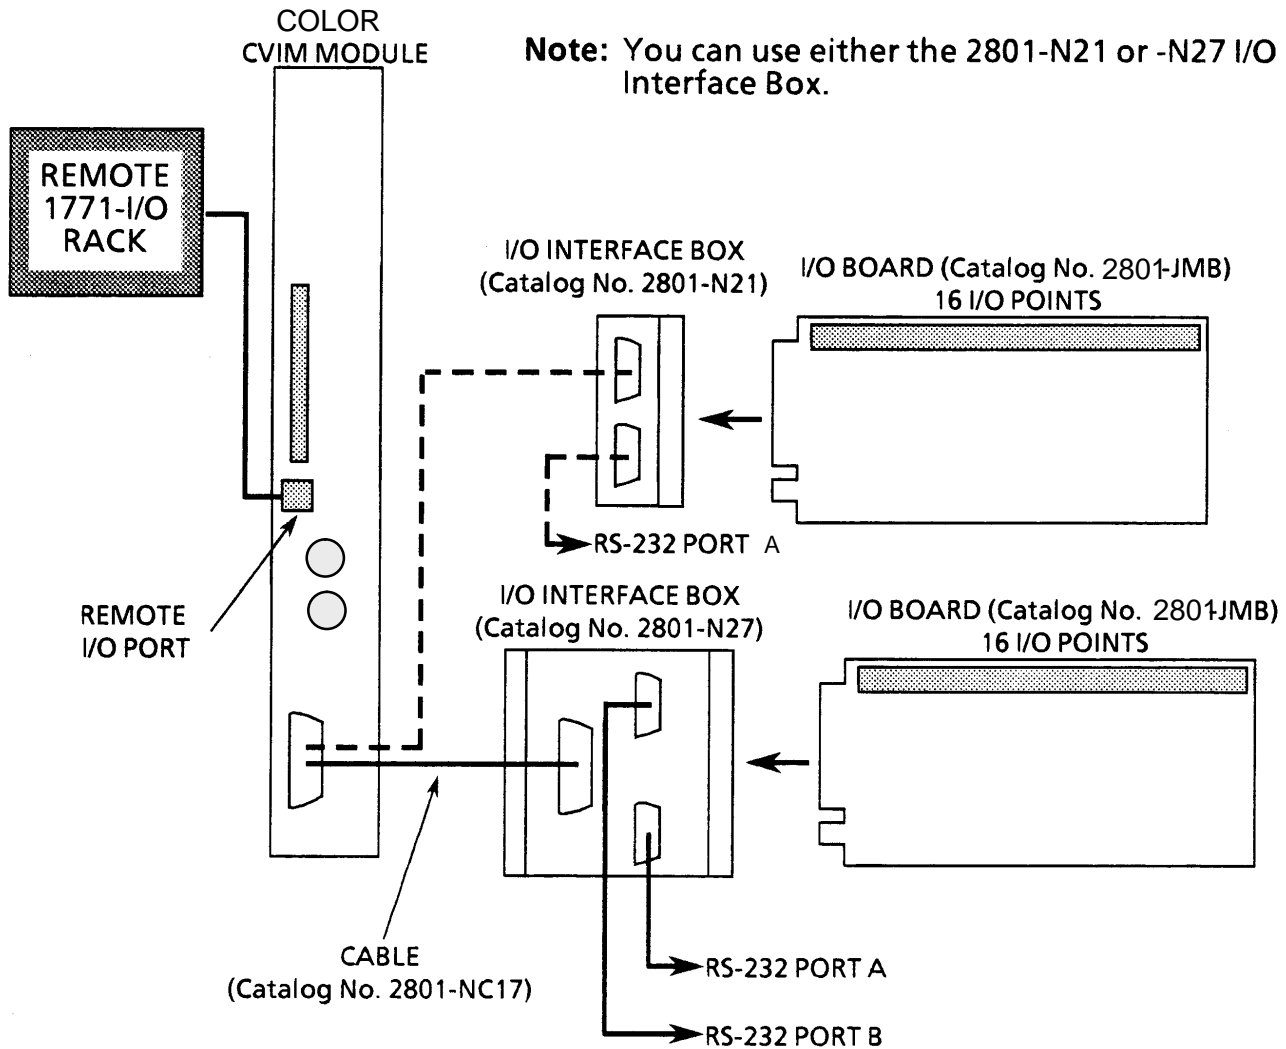 COLOR
CVIM MODULE
Note: You can use either the 2801-N21 or -N27 I/O
Interface Box.
REMOTE
1771-I/O
RACK
I/O INTERFACE BOX
(Catalog No. 2801-N21)
I/O BOARD (Catalog No. 2801-JMB)
16 I/O POINTS
RS-232 PORT A
REMOTE
I/O PORT
I/O INTERFACE BOX
(Catalog No. 2801-N27)
I/O BOARD (Catalog No. 2801-JMB)
16 I/O POINTS
CABLE
(Catalog No. 2801-NC17)
RS-232 PORT A
RS-232 PORT B